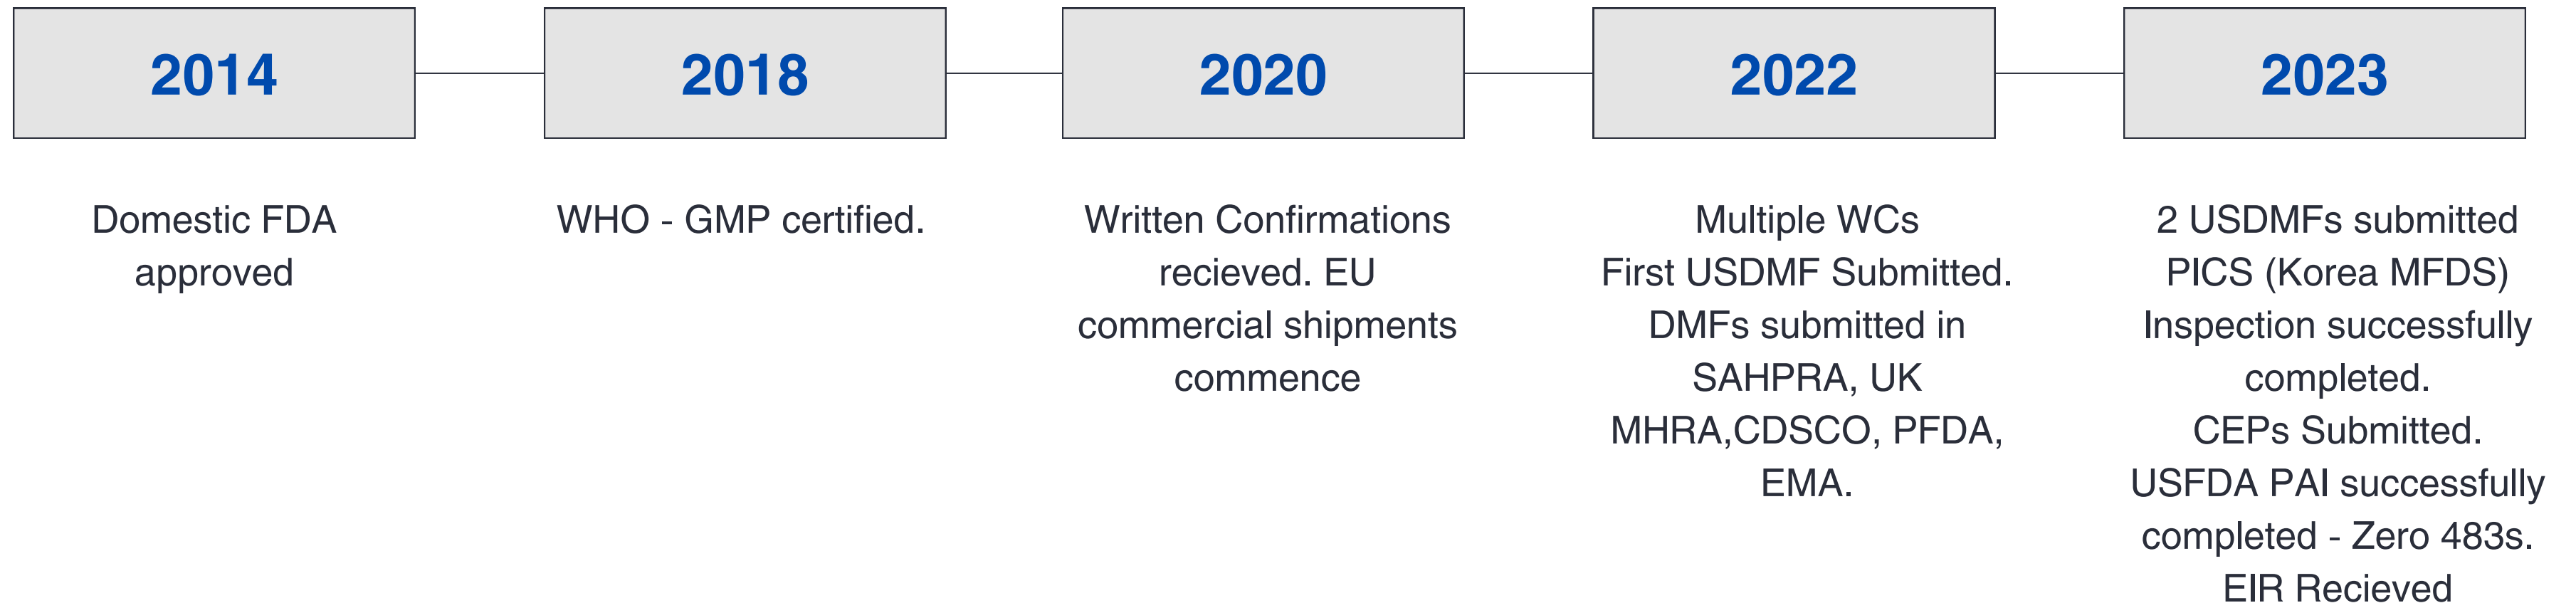 2014
Domestic FDA
approved
2018
WHO - GMP certified.
2020
Written Confirmations
recieved. EU
commercial shipments
commence
2022
Multiple WCs
First USDMF Submitted.
DMFs submitted in
SAHPRA, UK
MHRA,CDSCO, PFDA,
EMA.
2023
2 USDMFs submitted
PICS (Korea MFDS)
Inspection successfully
completed.
CEPs Submitted.
USFDA PAI successfully
completed - Zero 483s.
EIR Recieved